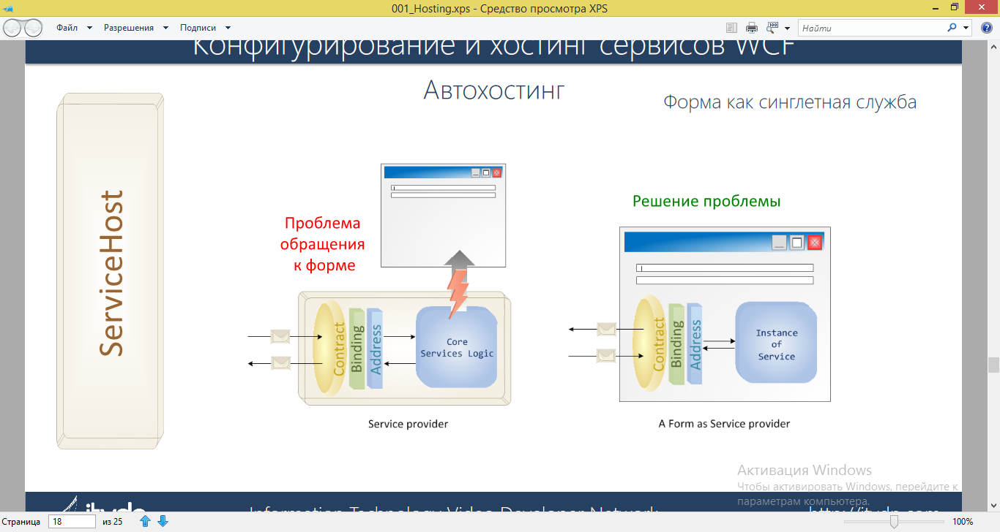 001_Hosting.xps - Средство просмотра XPS
Файл Разрешения Подписи
Найти
Конфигурирование и хостинг сервисов WCF
Автохостинг
Форма как синглетная служба
ServiceHost
Проблема
обращения
к форме
Contract
Binding
Address
Core
Services Logic
Service provider
Решение проблемы
Contract
Binding
Address
Instance
of
Service
A Form as Service provider
Активация Windows
Чтобы активировать Windows, перейдите к
параметрам компьютера.
itvdn
Information Technology Video Developer Network
http://itvdn.com
Страница 18 из 25
100%